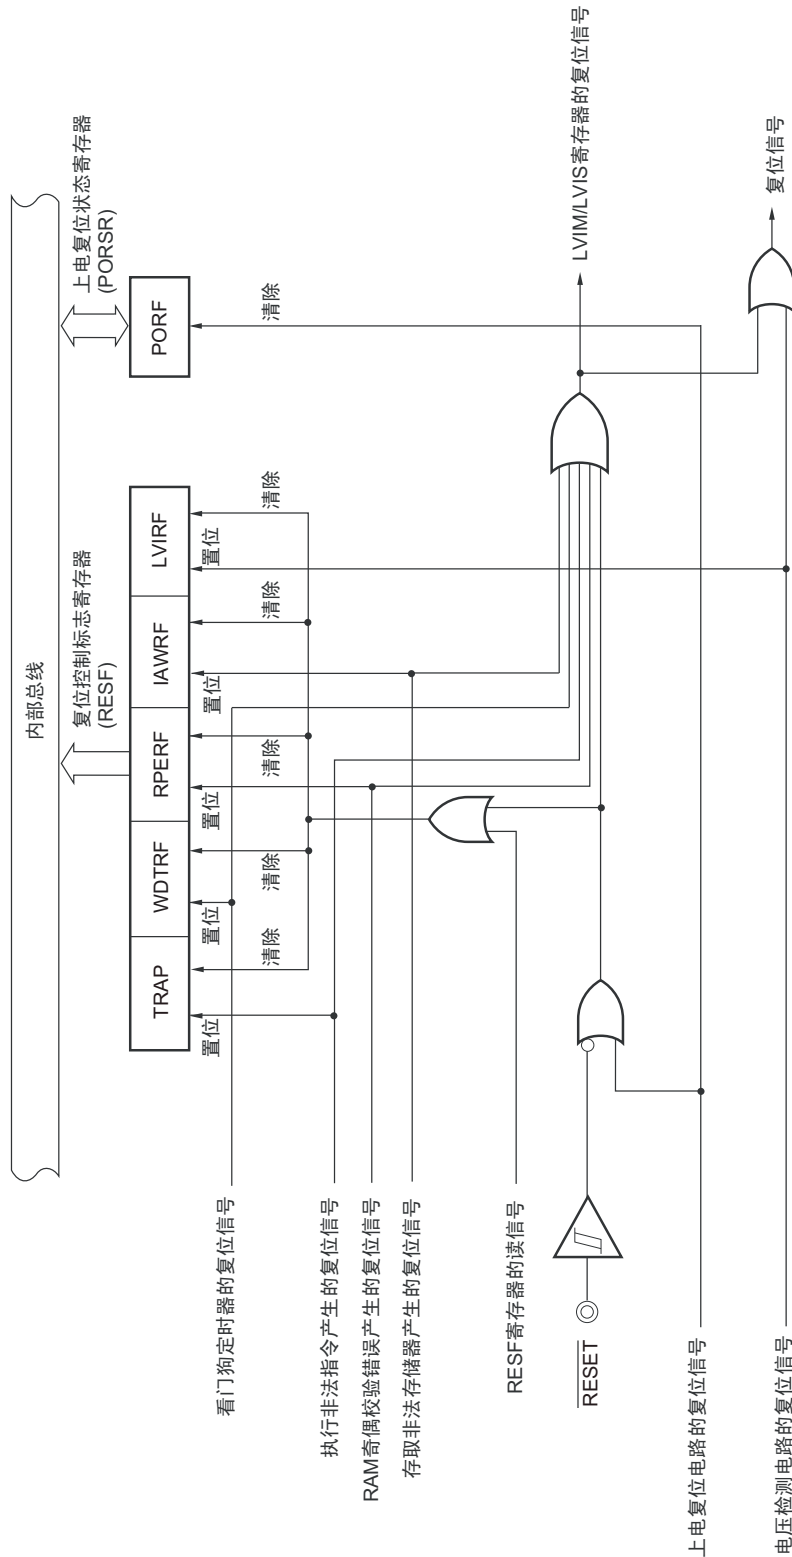 内部总线
复位控制标志寄存器
(RESF)
上电复位状态寄存器
(PORSR)
TRAP
WDTRF
RPERF
IAWRF
LVIRF
PORF
置位
清除
置位
清除
置位
清除
置位
清除
置位
清除
清除
看门狗定时器的复位信号
执行非法指令产生的复位信号
RAM奇偶校验错误产生的复位信号
存取非法存储器产生的复位信号
RESF寄存器的读信号
RESET
上电复位电路的复位信号
电压检测电路的复位信号
LVIM/LVIS寄存器的复位信号
复位信号